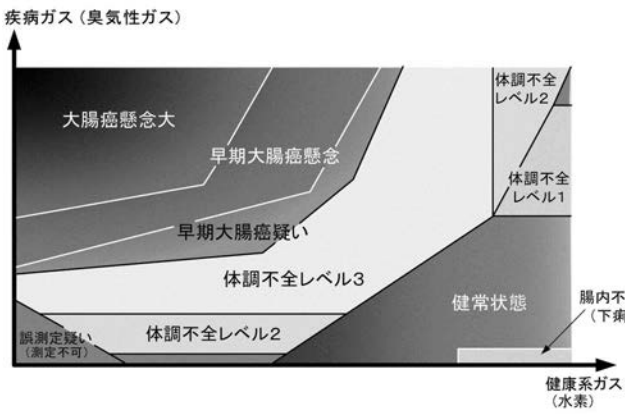 疾病ガス(臭気性ガス)
大腸癌懸念大
早期大腸癌懸念
早期大腸癌疑い
体調不全
レベル2
体調不全
レベル1
体調不全レベル3
健常状態
腸内不
(下痢
誤測定疑い
(測定不可)
体調不全レベル2
健康系ガス
(水素)